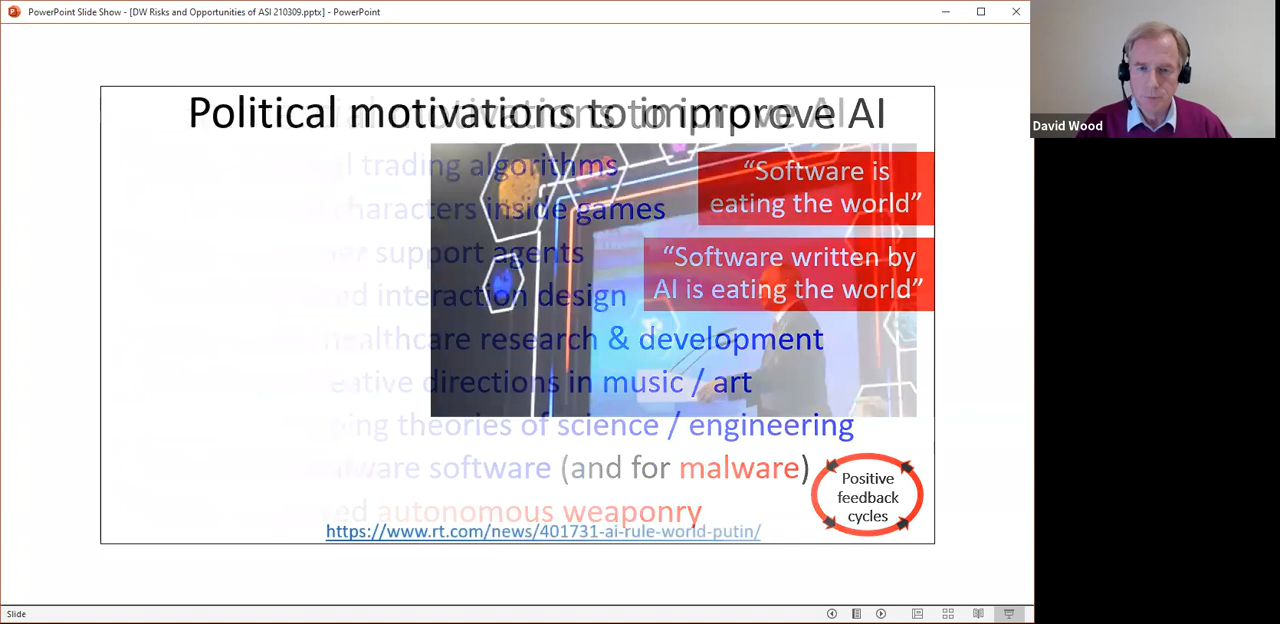 PowerPoint Slide Show - [DW Risks and Opportunities of ASI 210309.pptx] - PowerPoint
David Wood
Political motivations to improve AI
trading algorithms
characters inside games
support agents
interaction design
healthcare research & development
directions in music / art
theories of science / engineering
software (and for malware)
autonomous weaponry
“Software is
eating the world”
“Software written by
AI is eating the world”
Positive
feedback
cycles
https://www.rt.com/news/401731-ai-rule-world-putin/
Slide